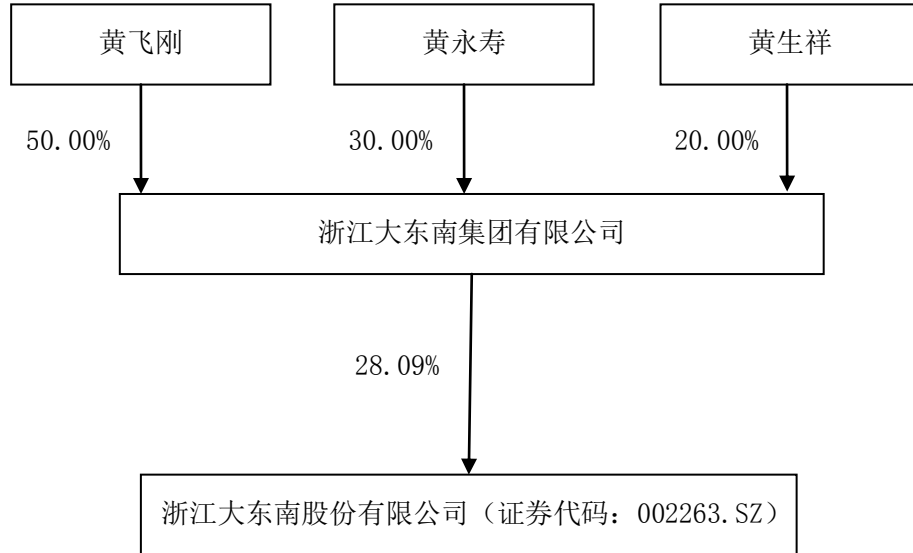 黄飞刚
黄永寿
黄生祥
50.00%
30.00%
20.00%
浙江大东南集团有限公司
28.09%
浙江大东南股份有限公司（证券代码：002263.SZ）